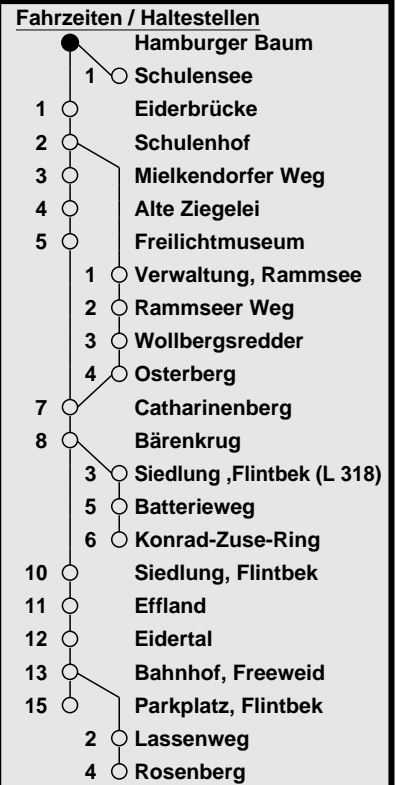 Fahrzeiten / Haltestellen
Hamburger Baum
1 Schulensee
1 Eiderbrücke
2 Schulenhof
3 Mielkendorfer Weg
4 Alte Ziegelei
5 Freilichtmuseum
1 Verwaltung, Rammsee
2 Rammseer Weg
3 Wollbergsredder
4 Osterberg
7 Catharinenberg
8 Bärenkrug
3 Siedlung ,Flintbek (L 318)
5 Batterieweg
6 Konrad-Zuse-Ring
10 Siedlung, Flintbek
11 Effland
12 Eidertal
13 Bahnhof, Freeweid
15 Parkplatz, Flintbek
2 Lassenweg
4 Rosenberg